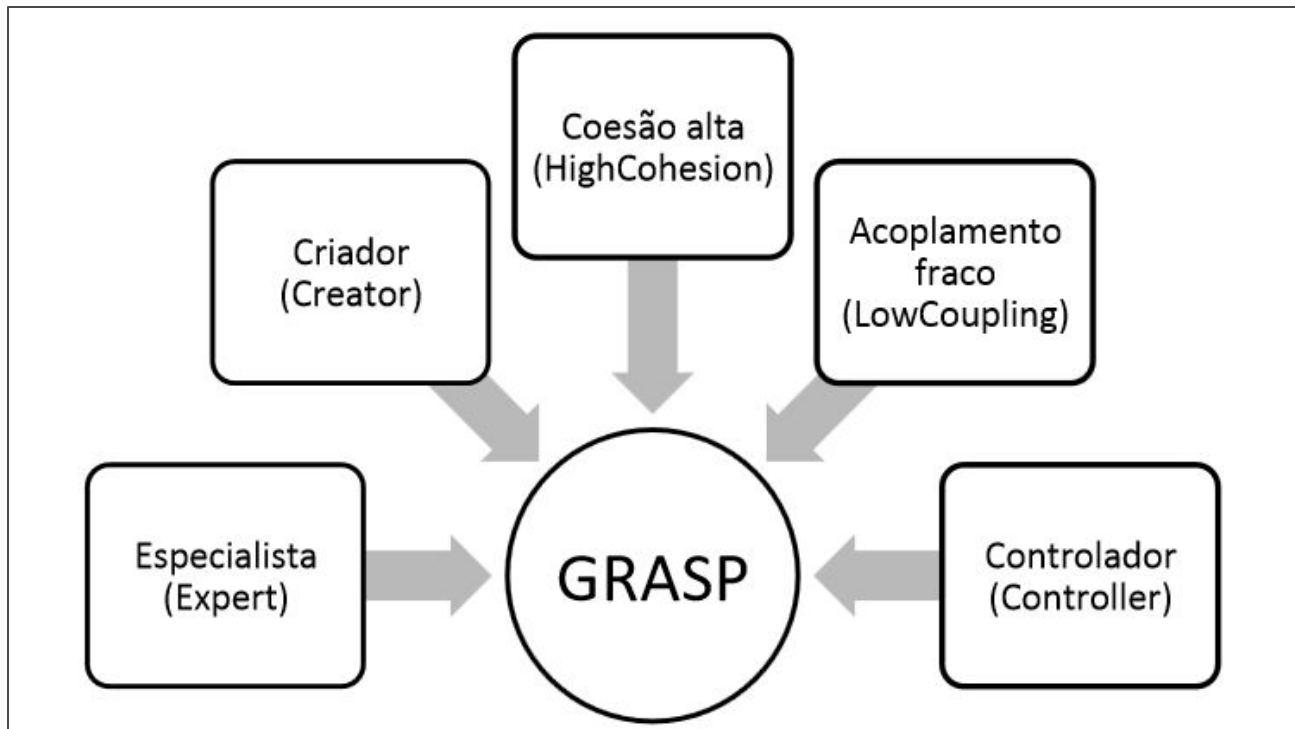 Coesão alta
(HighCohesion)
Criador
(Creator)
Acoplamento
fraco
(LowCoupling)
Especialista
(Expert)
GRASP
Controlador
(Controller)